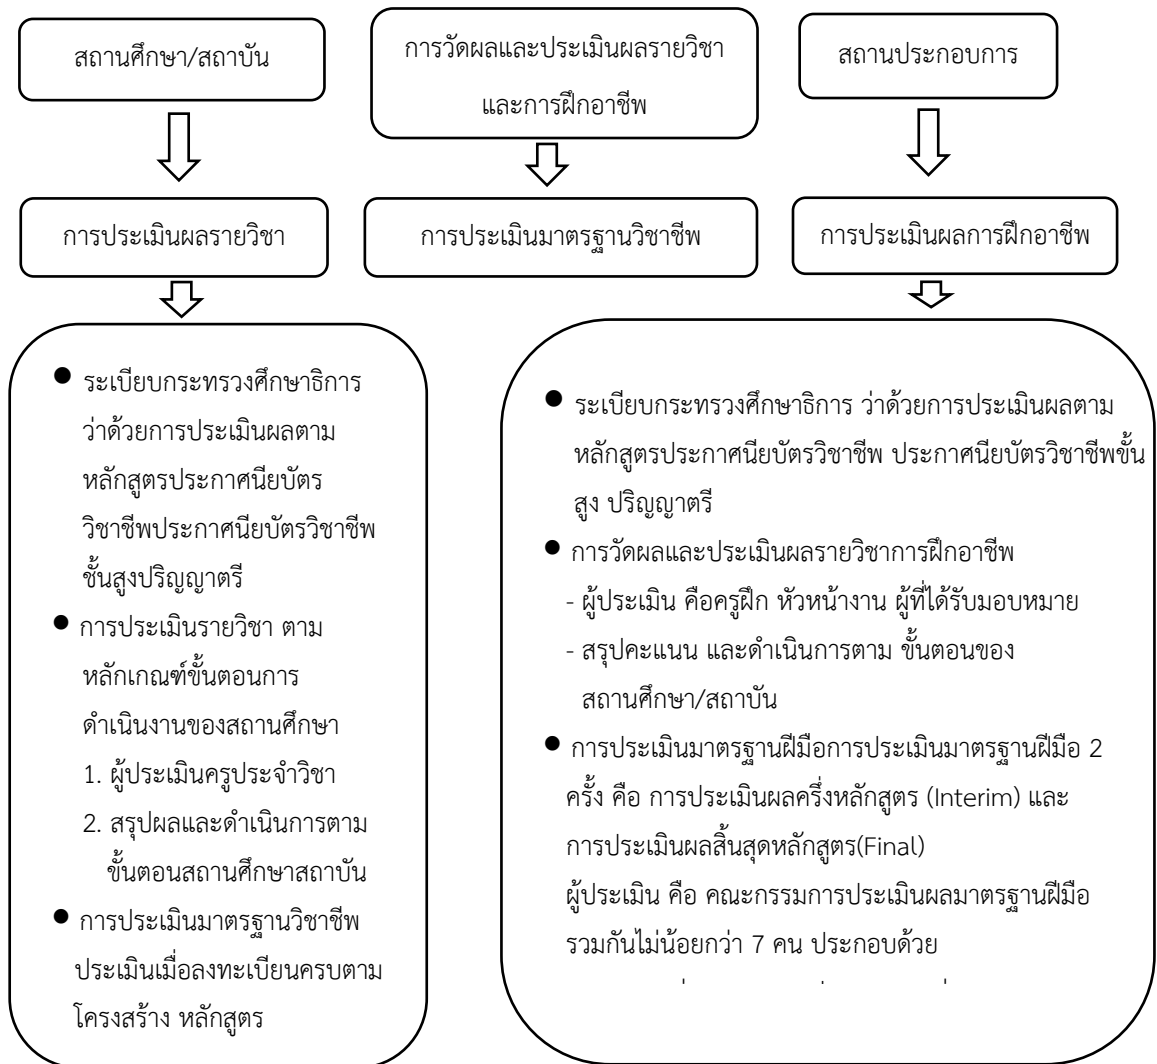 สถานศึกษา/สถาบัน
การวัดผลและประเมินผลรายวิชา
และการฝึกอาชีพ
สถานประกอบการ
การประเมินผลรายวิชา
การประเมินมาตรฐานวิชาชีพ
การประเมินผลการฝึกอาชีพ
● ระเบียบกระทรวงศึกษาธิการ
ว่าด้วยการประเมินผลตาม
หลักสูตรประกาศนียบัตร
วิชาชีพประกาศนียบัตรวิชาชีพ
ชั้นสูงปริญญาตรี
● การประเมินรายวิชา ตาม
หลักเกณฑ์ขั้นตอนการ
ดำเนินงานของสถานศึกษา
1. ผู้ประเมินครูประจำวิชา
2. สรุปผลและดำเนินการตาม
ขั้นตอนสถานศึกษาสถาบัน
● การประเมินมาตรฐานวิชาชีพ
ประเมินเมื่อลงทะเบียนครบตาม
โครงสร้าง หลักสูตร
● ระเบียบกระทรวงศึกษาธิการ ว่าด้วยการประเมินผลตาม
หลักสูตรประกาศนียบัตรวิชาชีพ ประกาศนียบัตรวิชาชีพขั้น
สูง ปริญญาตรี
● การวัดผลและประเมินผลรายวิชาการฝึกอาชีพ
- ผู้ประเมิน คือครูฝึก หัวหน้างาน ผู้ที่ได้รับมอบหมาย
- สรุปคะแนน และดำเนินการตาม ขั้นตอนของ
สถานศึกษา/สถาบัน
● การประเมินมาตรฐานฝีมือการประเมินมาตรฐานฝีมือ 2
ครั้ง คือ การประเมินผลครึ่งหลักสูตร (Interim) และ
การประเมินผลสิ้นสุดหลักสูตร(Final)
ผู้ประเมิน คือ คณะกรรมการประเมินผลมาตรฐานฝีมือ
รวมกันไม่น้อยกว่า 7 คน ประกอบด้วย